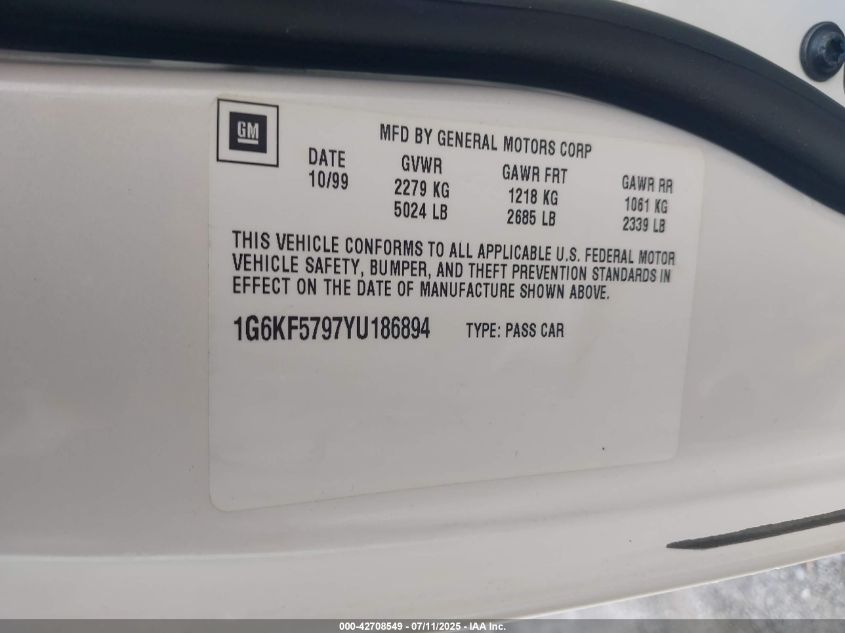 GM
MFD BY GENERAL MOTORS CORP
DATE GVWR GAWR FRT GAWR RR
10/99 2279 KG 1218 KG 1061 KG
5024 LB 2685 LB 2339 LB
THIS VEHICLE CONFORMS TO ALL APPLICABLE U.S. FEDERAL MOTOR
VEHICLE SAFETY, BUMPER, AND THEFT PREVENTION STANDARDS IN
EFFECT ON THE DATE OF MANUFACTURE SHOWN ABOVE.
1G6KF5797YU186894 TYPE: PASS CAR
000-42708549 - 07/11/2025 - IAA Inc.